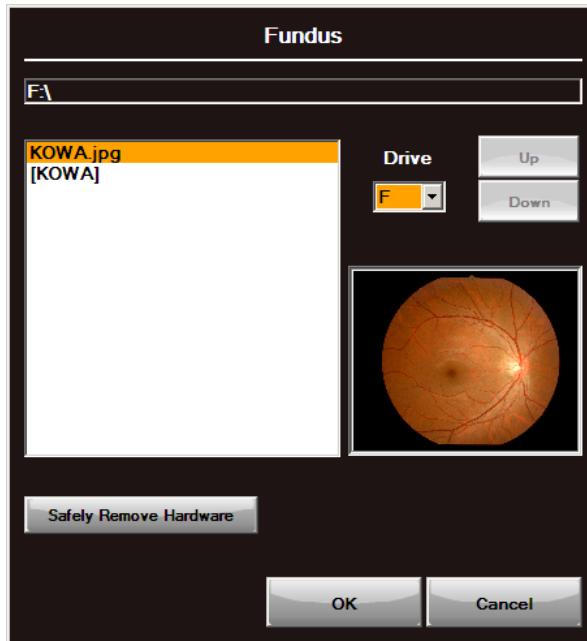 Fundus
F:\
KOWA.jpg
[KOWA]
Drive
F
Up
Down
Safely Remove Hardware
OK
Cancel